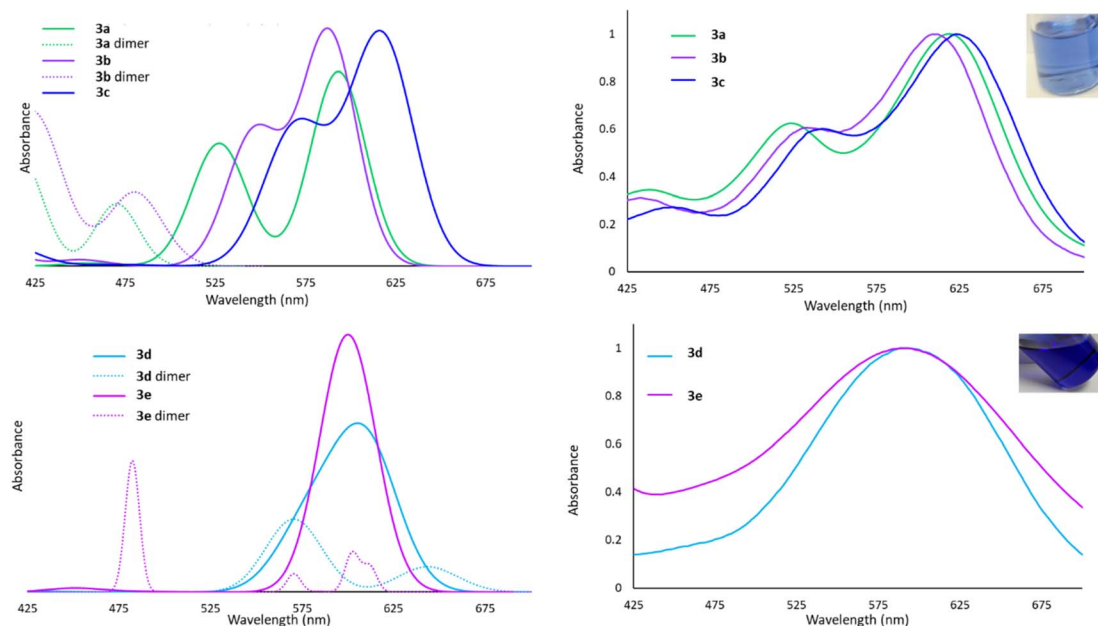 3a
3a dimer
3b
3b dimer
3c
Absorbance
425 475 525 575 625 675
Wavelength (nm)
3a
3b
3c
Absorbance
1
0.8
0.6
0.4
0.2
0
425 475 525 575 625 675
Wavelength (nm)
3d
3d dimer
3e
3e dimer
Absorbance
425 475 525 575 625 675
Wavelength (nm)
3d
3e
Absorbance
1
0.8
0.6
0.4
0.2
0
425 475 525 575 625 675
Wavelength (nm)